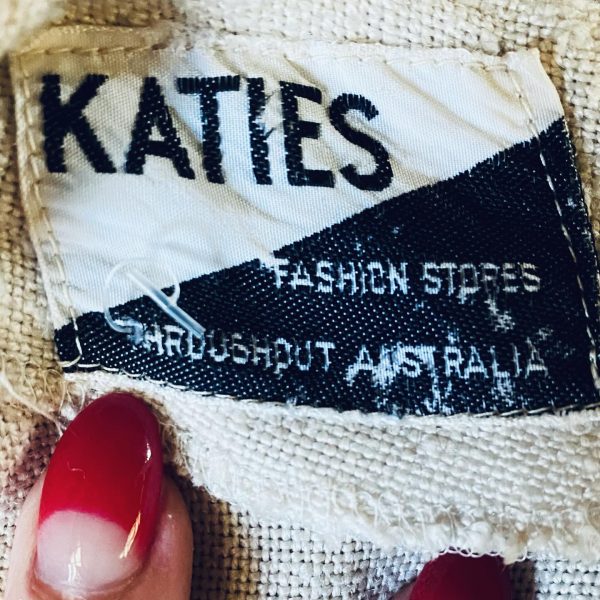 KATIES
FASHION STORES
THROUGHOUT AUSTRALIA